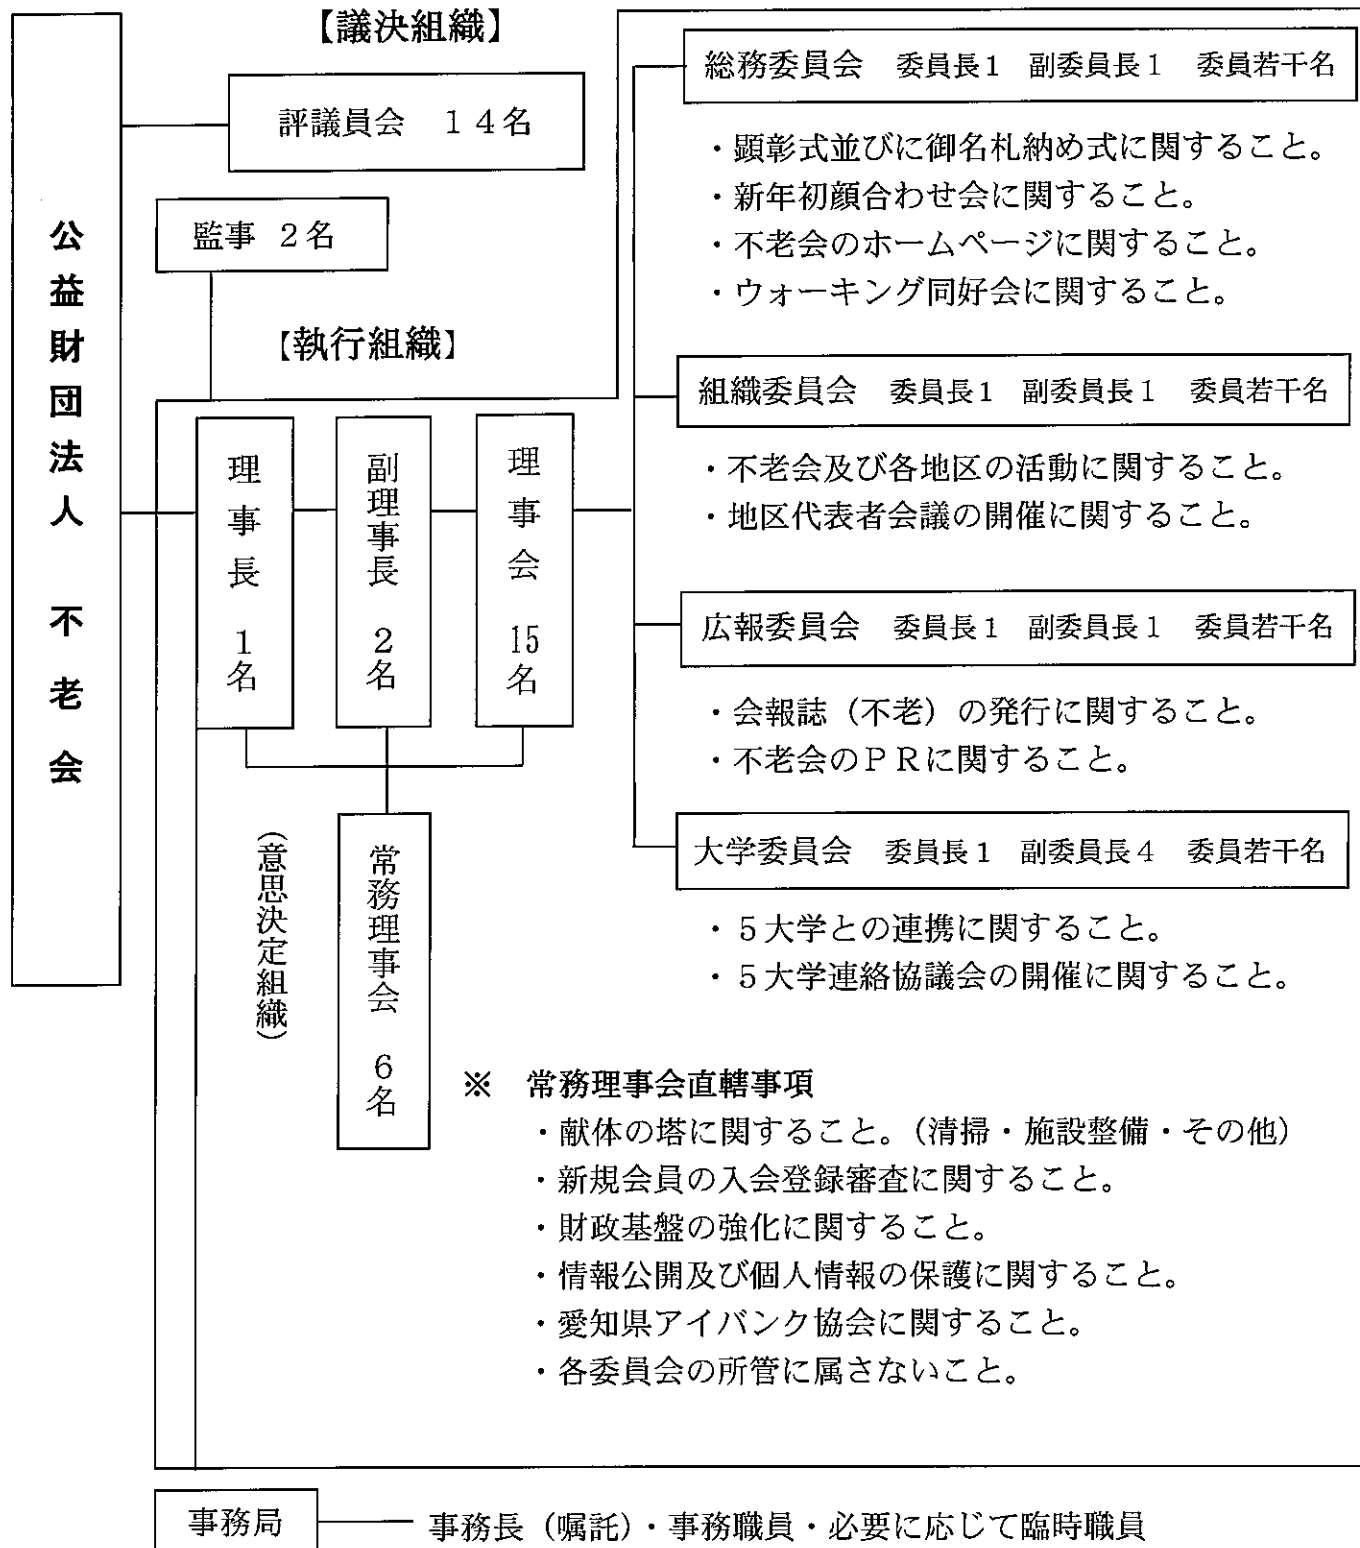 公益財団法人　不老会
【議決組織】
評議員会　１４名
監事 2名
【執行組織】
理事長 1名
副理事長 2名
理事会 15名
(意思決定組織)
常務理事会 6名
総務委員会　委員長1　副委員長1　委員若干名
・顕彰式並びに御名札納め式に関すること。
・新年初顔合わせ会に関すること。
・不老会のホームページに関すること。
・ウォーキング同好会に関すること。
組織委員会　委員長1　副委員長1　委員若干名
・不老会及び各地区の活動に関すること。
・地区代表者会議の開催に関すること。
広報委員会　委員長1　副委員長1　委員若干名
・会報誌（不老）の発行に関すること。
・不老会のＰＲに関すること。
大学委員会　委員長1　副委員長４　委員若干名
・５大学との連携に関すること。
・５大学連絡協議会の開催に関すること。
※　常務理事会直轄事項
・献体の塔に関すること。（清掃・施設整備・その他）
・新規会員の入会登録審査に関すること。
・財政基盤の強化に関すること。
・情報公開及び個人情報の保護に関すること。
・愛知県アイバンク協会に関すること。
・各委員会の所管に属さないこと。
事務局
事務長（嘱託）・事務職員・必要に応じて臨時職員